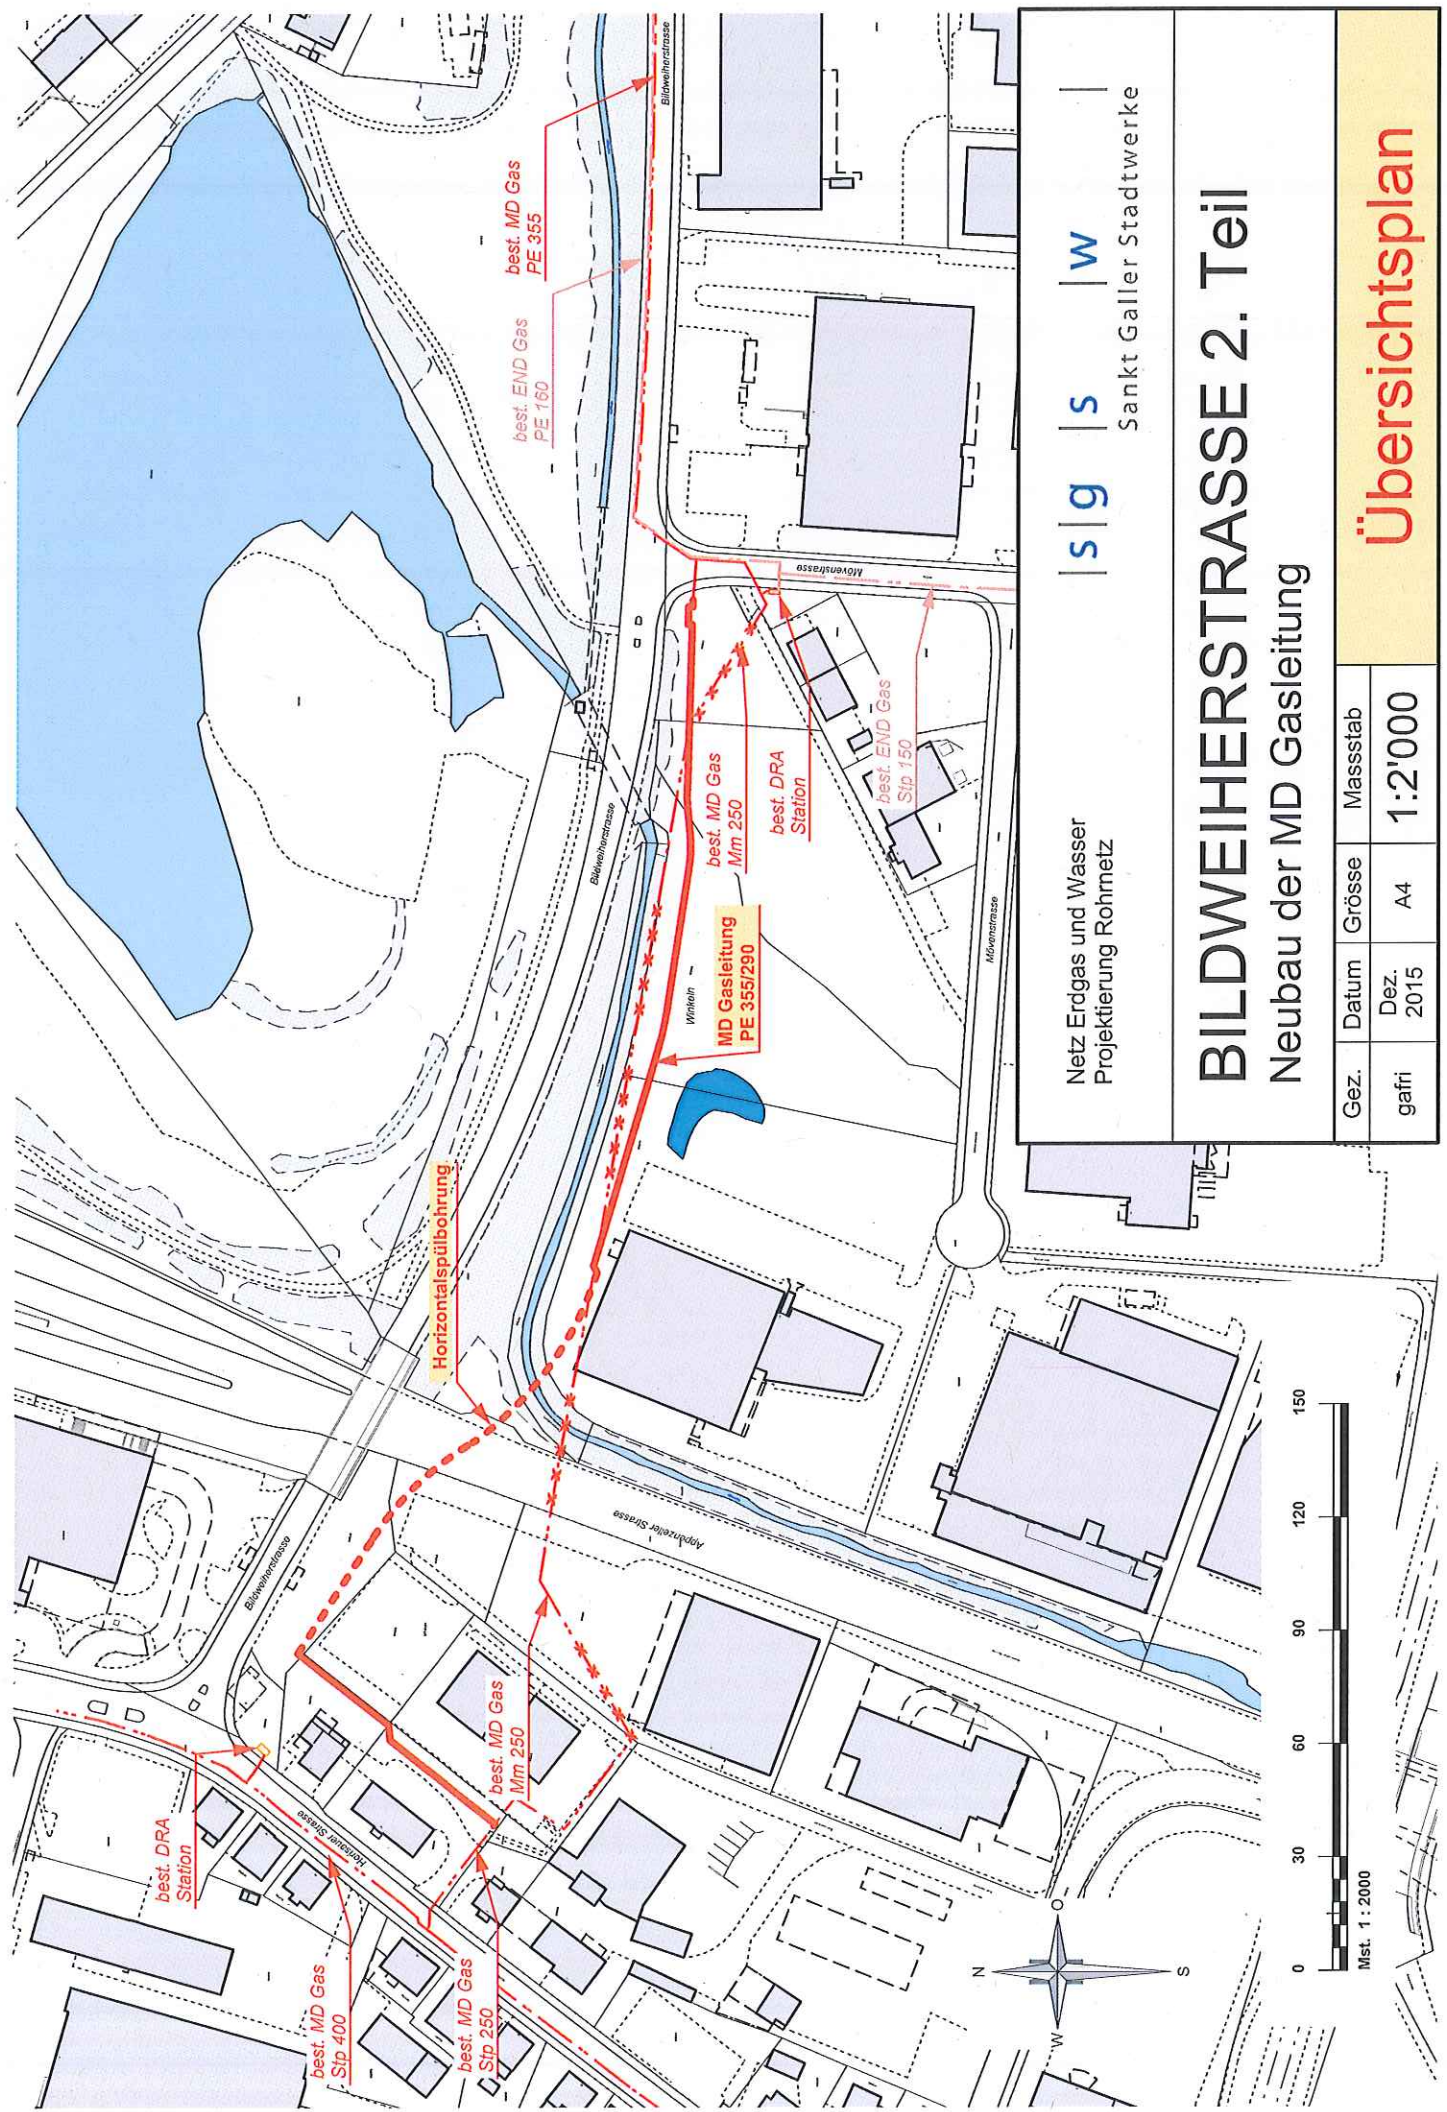 best. MD Gas
Stp 400
best. DRA
Station
best. MD Gas
Stp 250
best. MD Gas
Mm 250
Horizontalspülbohrung
MD Gasleitung
PE 355/290
best. MD Gas
Mm 250
best. DRA
Station
best. END Gas
Stp 150
best. END Gas
PE 160
best. MD Gas
PE 355
Bildweiherstrasse
Bildweiherstrasse
Bildweiherstrasse
Appenzeller Strasse
Herisauer Strasse
Winkeln
Mövenstrasse
Mövenstrasse
N
O
S
W
0 30 60 90 120 150
Mst. 1 : 2000
Netz Erdgas und Wasser
Projektierung Rohrnetz
|s|g |s |w |
Sankt Galler Stadtwerke
BILDWEIHERSTRASSE 2. Teil
Neubau der MD Gasleitung
Gez. Datum Grösse Massstab
gafri Dez. 2015 A4 1:2'000
Übersichtsplan